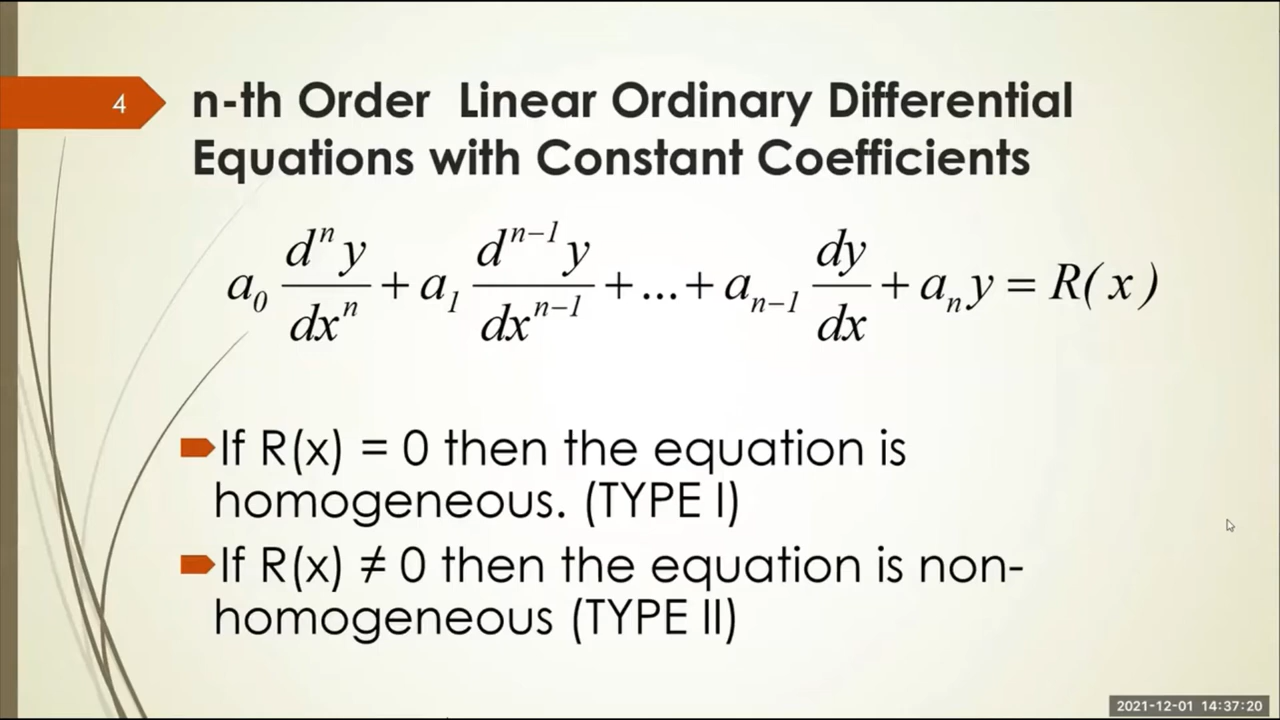 4
n-th Order Linear Ordinary Differential
Equations with Constant Coefficients
a₀ dⁿy/dxⁿ + a₁ dⁿ⁻¹y/dxⁿ⁻¹ + ... + aₙ₋₁ dy/dx + aₙy = R(x)
If R(x) = 0 then the equation is
homogeneous. (TYPE I)
If R(x) ≠ 0 then the equation is non-
homogeneous (TYPE II)
2021-12-01 14:37:20